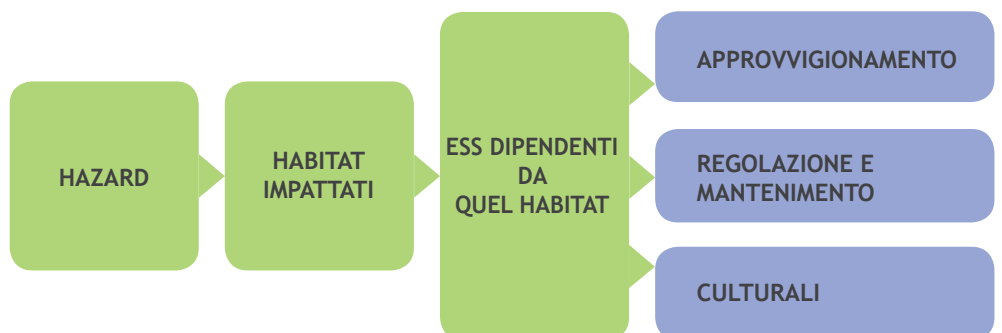 HAZARD
HABITAT
IMPATTATI
ESS DIPENDENTI
DA
QUEL HABITAT
APPROVVIGIONAMENTO
REGOLAZIONE E
MANTENIMENTO
CULTURALI